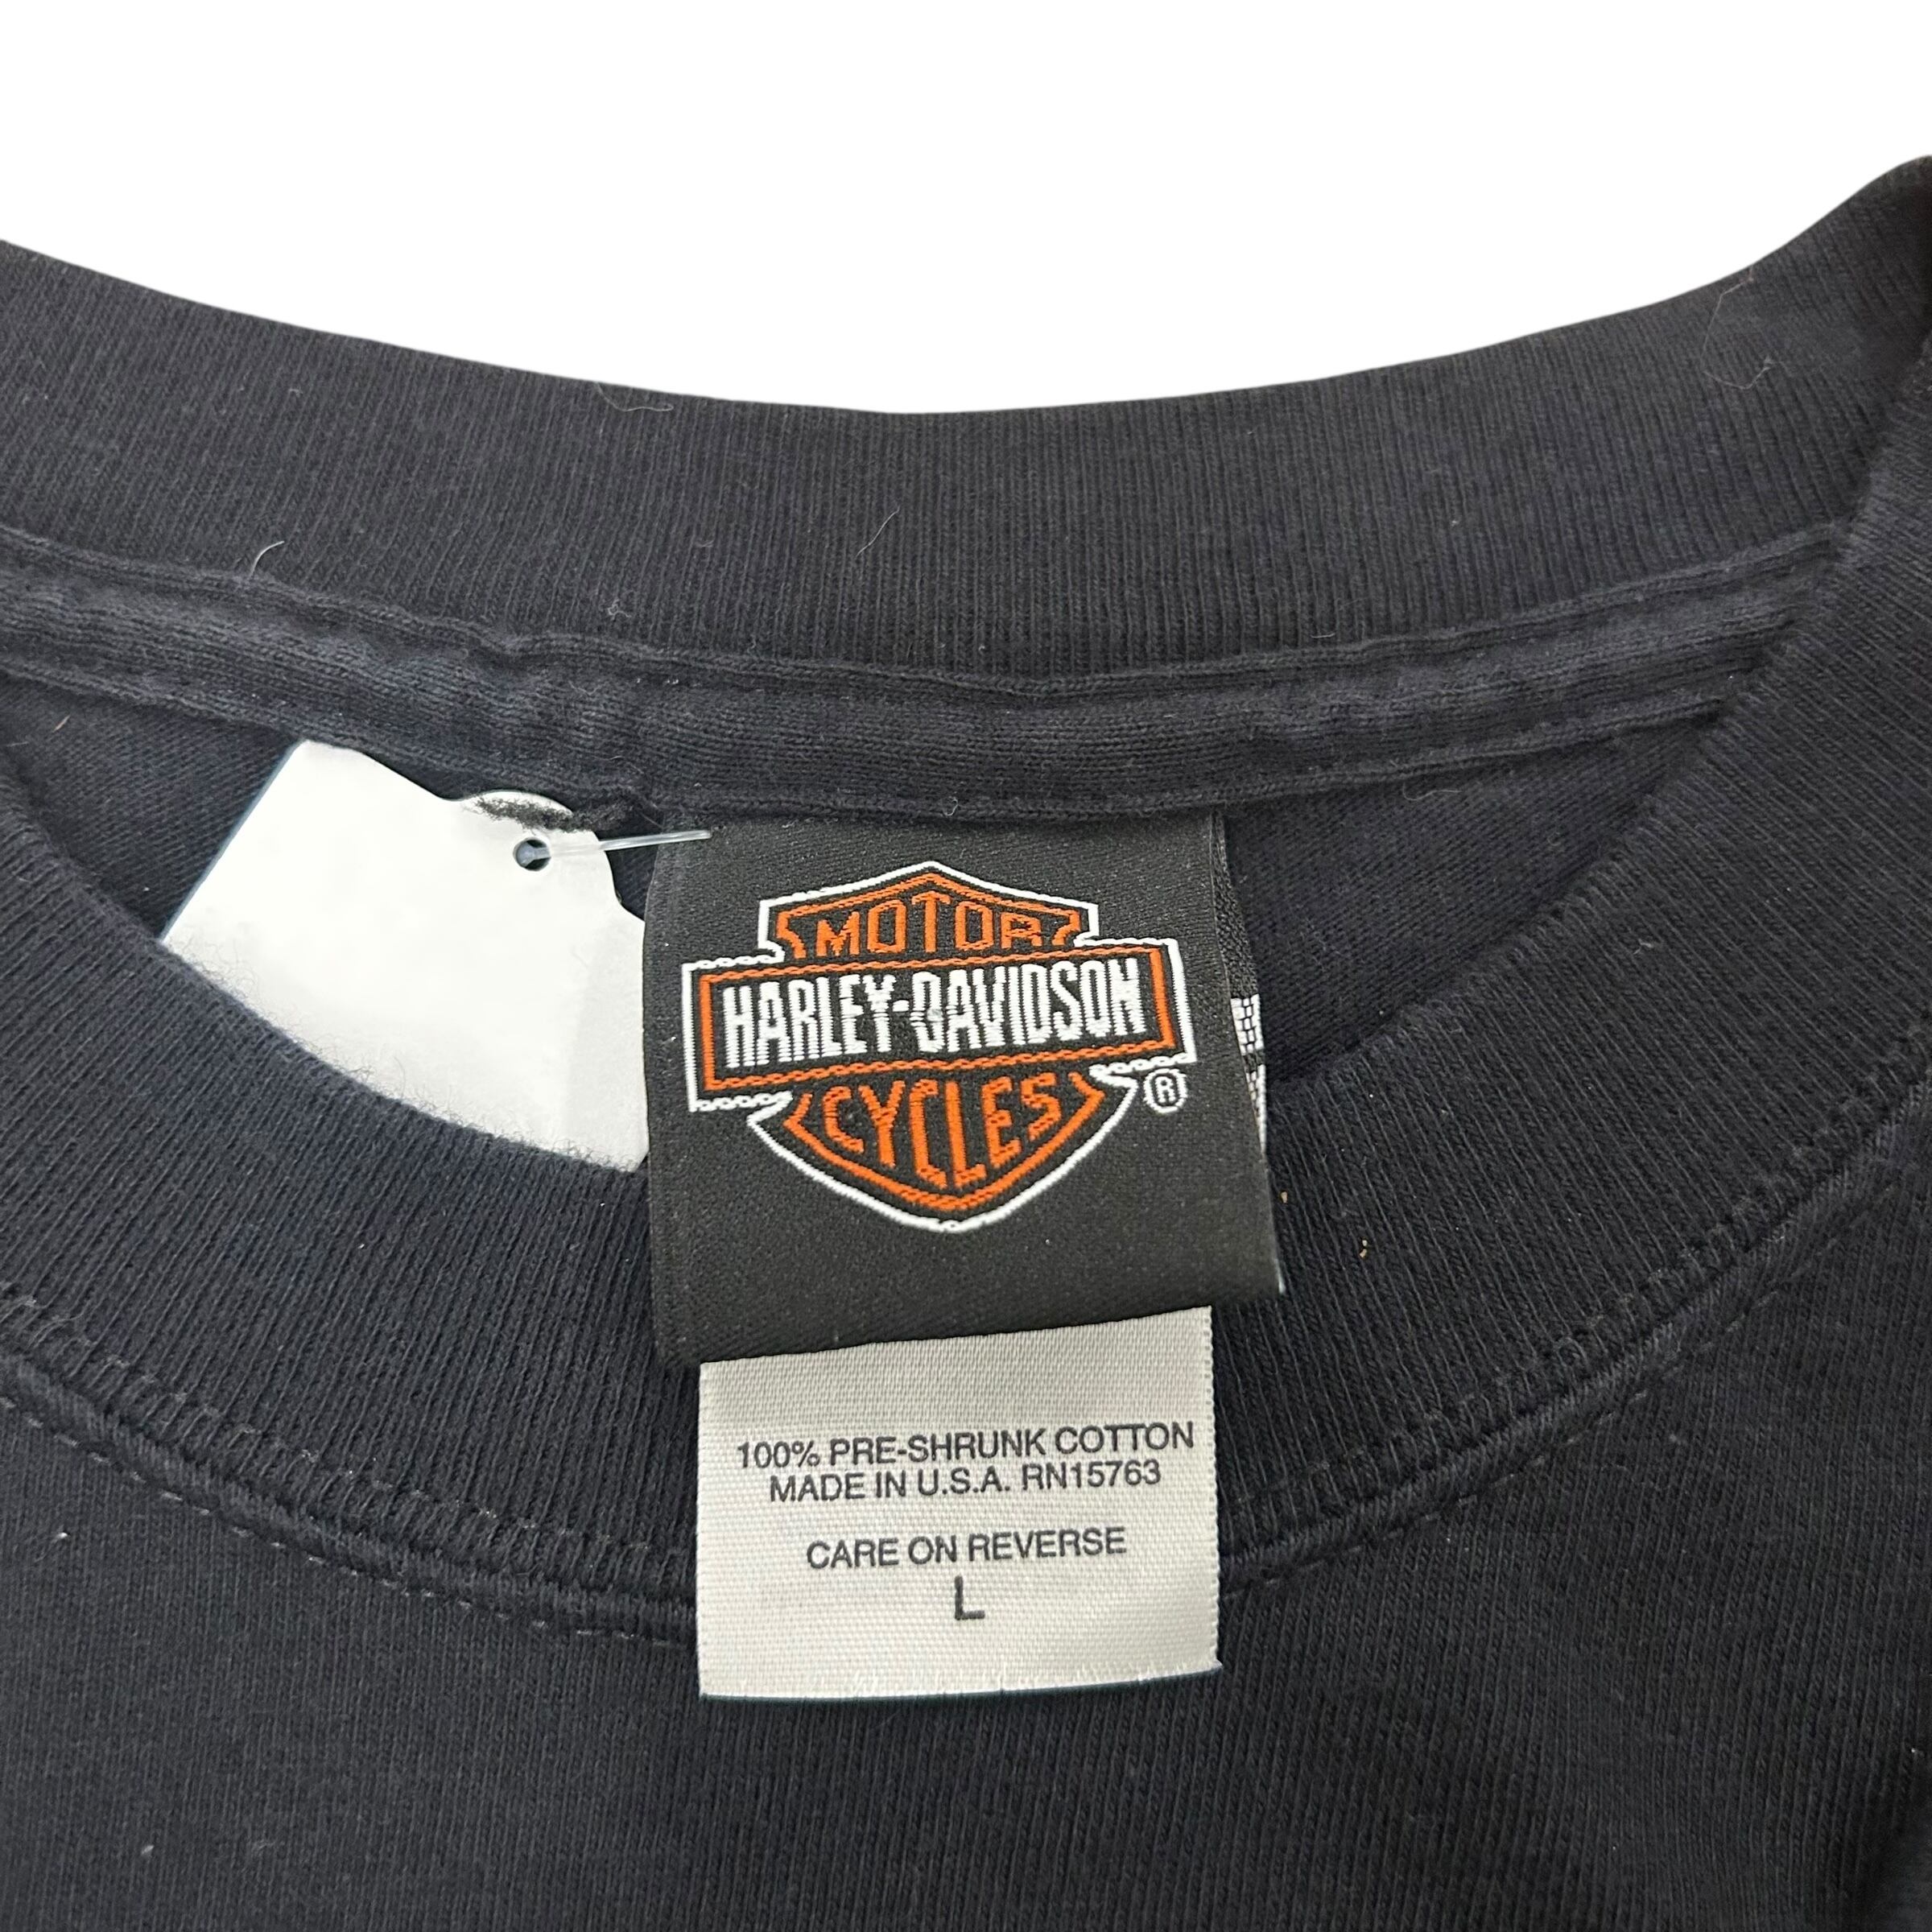 MOTOR
HARLEY-DAVIDSON
CYCLES
®
100% PRE-SHRUNK COTTON
MADE IN U.S.A. RN15763
CARE ON REVERSE
L